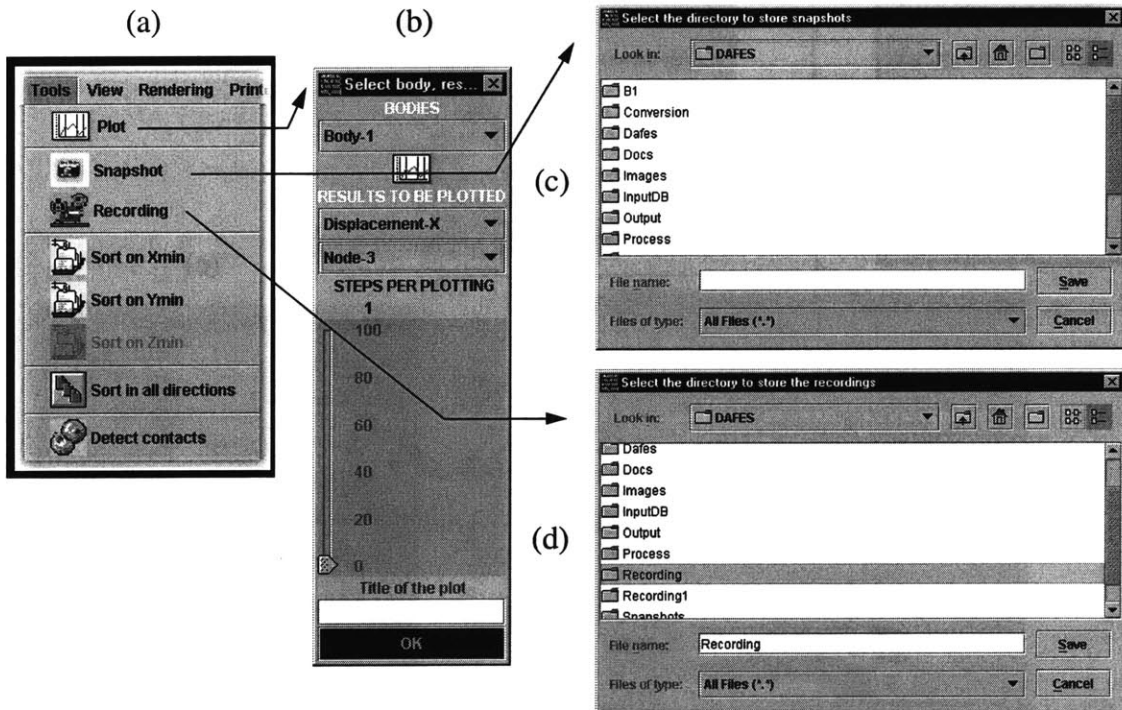 (a)
Tools View Rendering Print
Plot
Snapshot
Recording
Sort on Xmin
Sort on Ymin
Sort on Zmin
Sort in all directions
Detect contacts
(b)
Select body, res...
BODIES
Body-1
RESULTS TO BE PLOTTED
Displacement-X
Node-3
STEPS PER PLOTTING
1
100
80
60
40
20
0
Title of the plot
OK
(c)
Select the directory to store snapshots
Look in: DAFES
B1
Conversion
Dafes
Docs
Images
InputDB
Output
Process
File name: Save
Files of type: All Files (*.*) Cancel
(d)
Select the directory to store the recordings
Look in: DAFES
Dafes
Docs
Images
InputDB
Output
Process
Recording
Recording1
Snapshots
File name: Recording Save
Files of type: All Files (*.*) Cancel